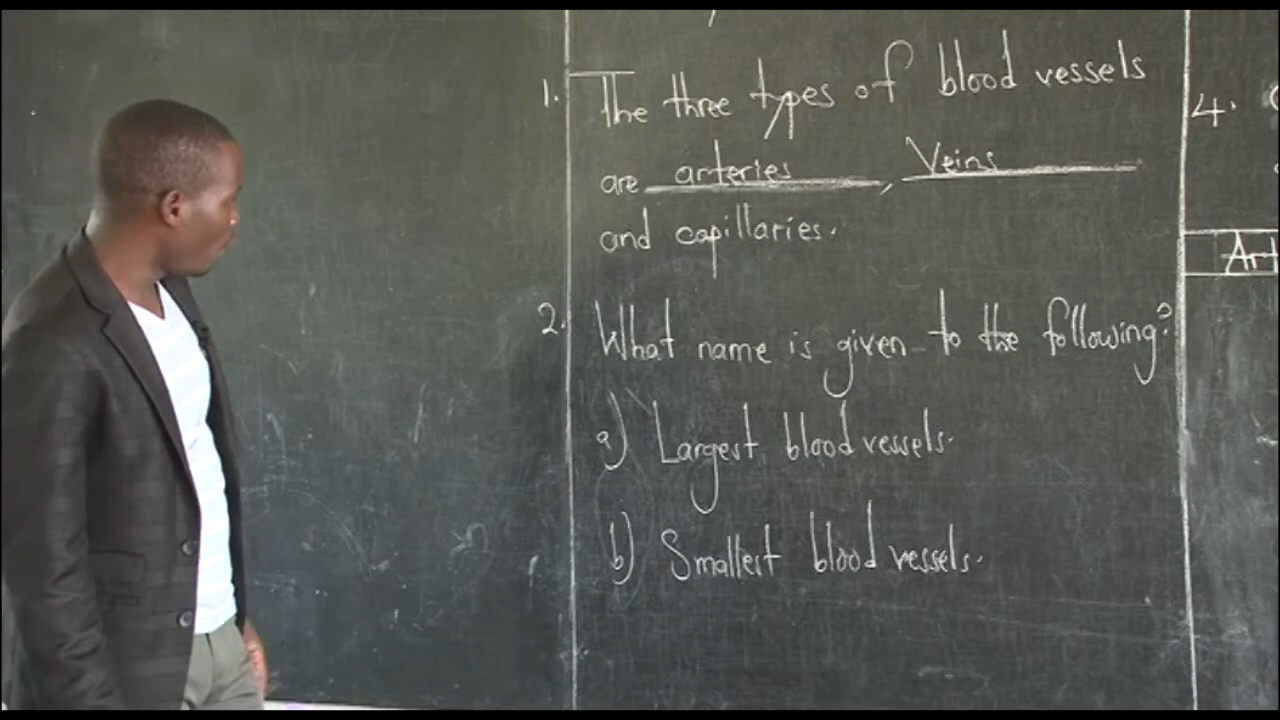 1. The three types of blood vessels
are arteries, Veins
and capillaries.
2. What name is given to the following?
a) Largest blood vessels.
b) Smallest blood vessels.
4.
Art